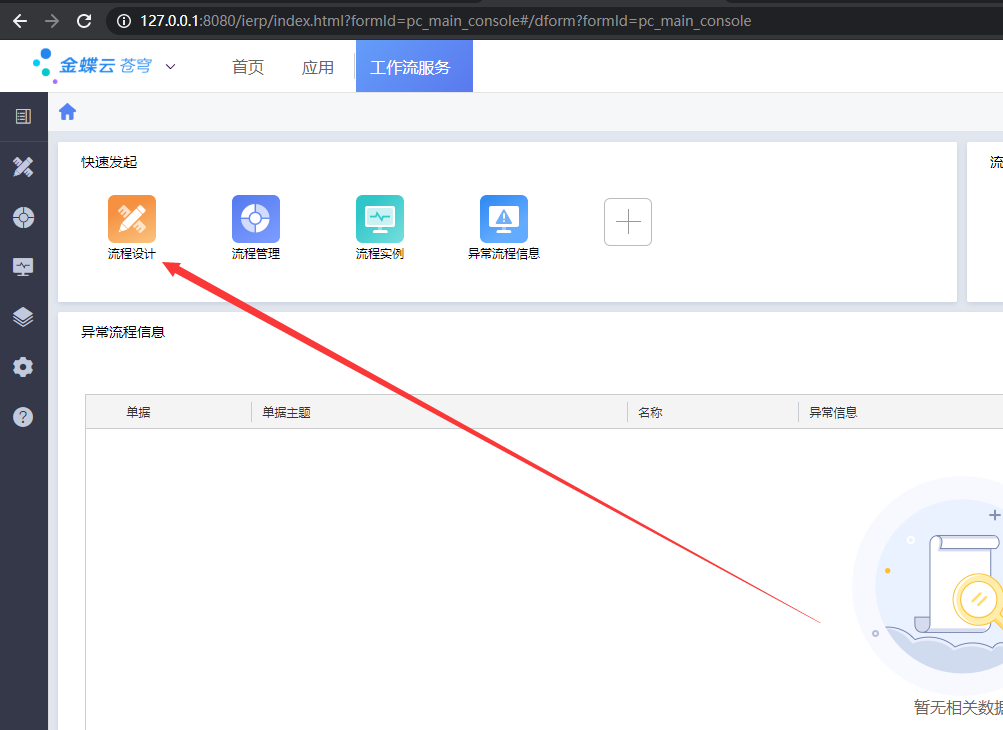 127.0.0.1:8080/ierp/index.html?formId=pc_main_console#/dform?formId=pc_main_console
金蝶云 苍穹 首页 应用 工作流服务
快速发起 流
流程设计 流程管理 流程实例 异常流程信息
异常流程信息
单据 单据主题 名称 异常信息
暂无相关数据